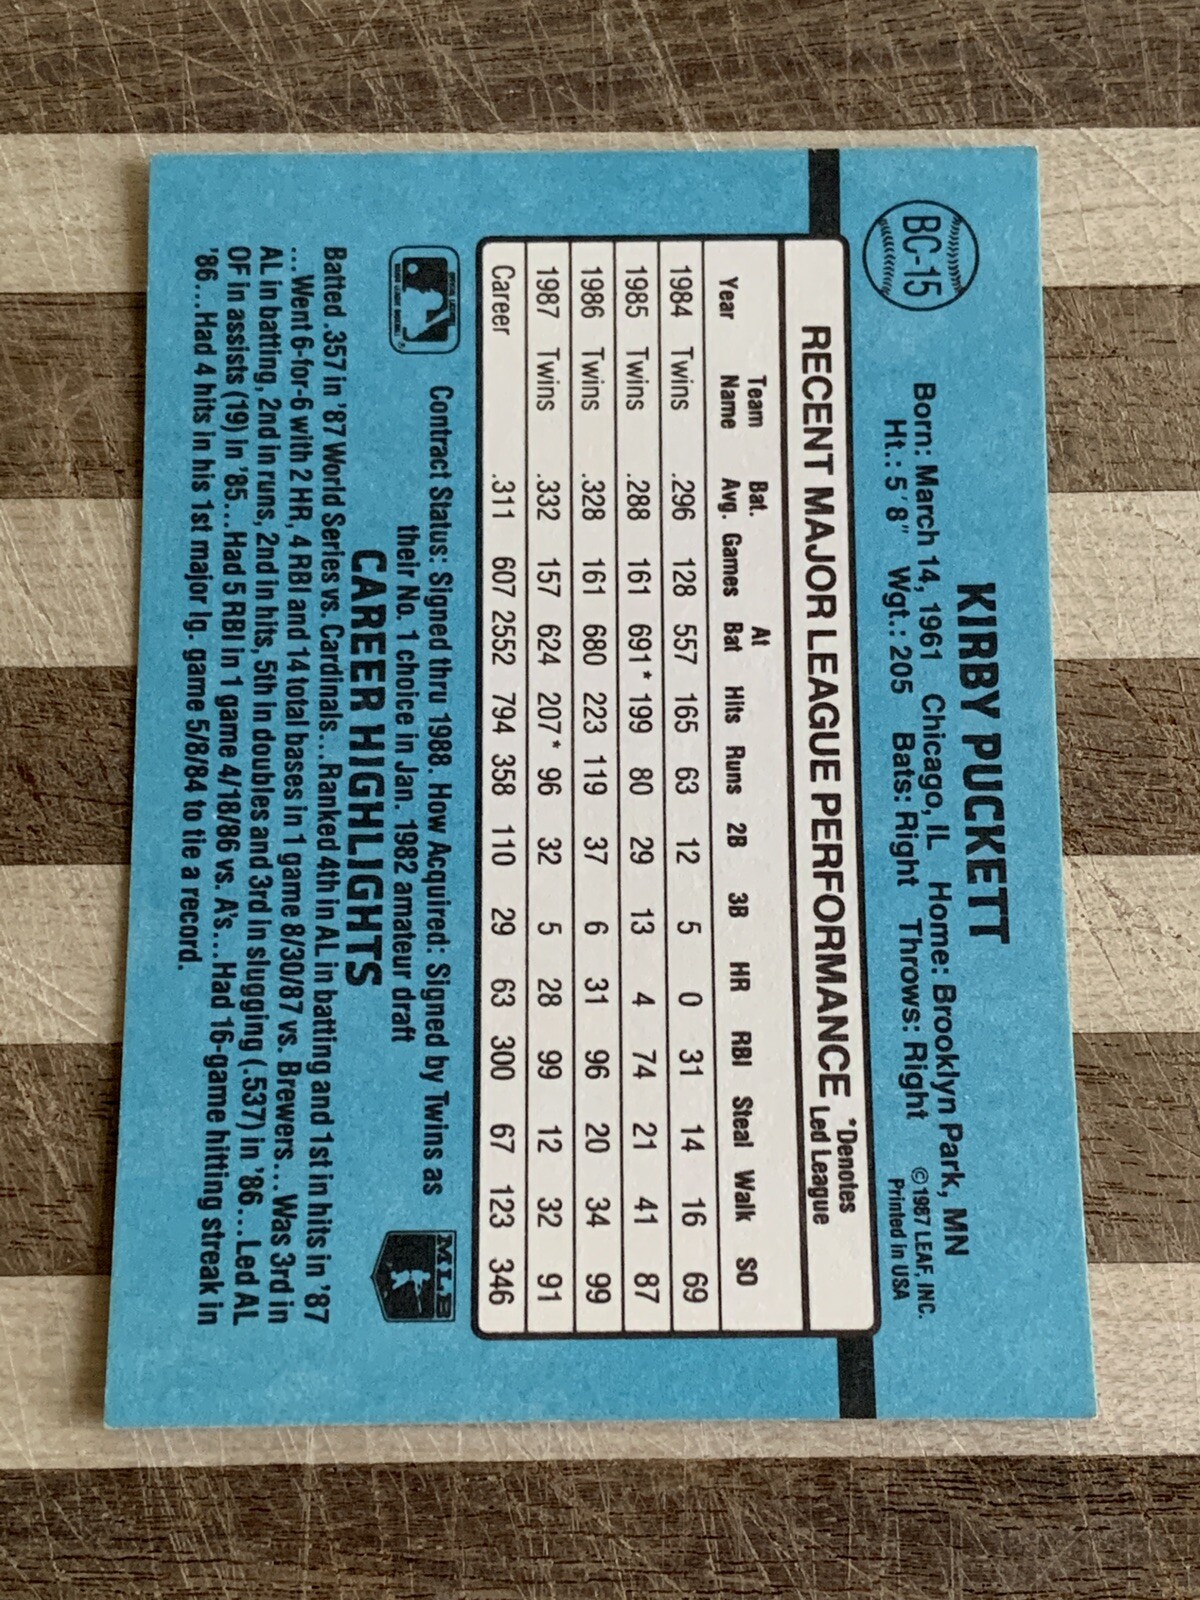 BC-15
KIRBY PUCKETT
Born: March 14, 1961 Chicago, IL Home: Brooklyn Park, MN
Ht.: 5´8" Wgt.: 205 Bats: Right Throws: Right
©1987 LEAF, INC.
Printed in USA
RECENT MAJOR LEAGUE PERFORMANCE *Denotes Led League
Year Team Name Bat. Avg. Games At Bat Hits Runs 2B 3B HR RBI Steal Walk SO
1984 Twins .296 128 557 165 63 12 5 0 31 14 16 69
1985 Twins .288 161 691* 199 80 29 13 4 74 21 41 87
1986 Twins .328 161 680 223 119 37 6 31 96 20 34 99
1987 Twins .332 157 624 207* 96 32 5 28 99 12 32 91
Career .311 607 2552 794 358 110 29 63 300 67 123 346
Contract Status: Signed thru 1988. How Acquired: Signed by Twins as
their No. 1 choice in Jan. 1982 amateur draft
MLB
CAREER HIGHLIGHTS
Batted .357 in '87 World Series vs. Cardinals...Ranked 4th in AL in batting and 1st in hits in '87
...Went 6-for-6 with 2 HR, 4 RBI and 14 total bases in 1 game 8/30/87 vs. Brewers...Was 3rd in
AL in batting, 2nd in runs, 2nd in hits, 5th in doubles and 3rd in slugging (.537) in '86...Led AL
OF in assists (19) in '85...Had 5 RBI in 1 game 4/18/86 vs. A's...Had 16-game hitting streak in
'86...Had 4 hits in his 1st major lg. game 5/8/84 to tie a record.